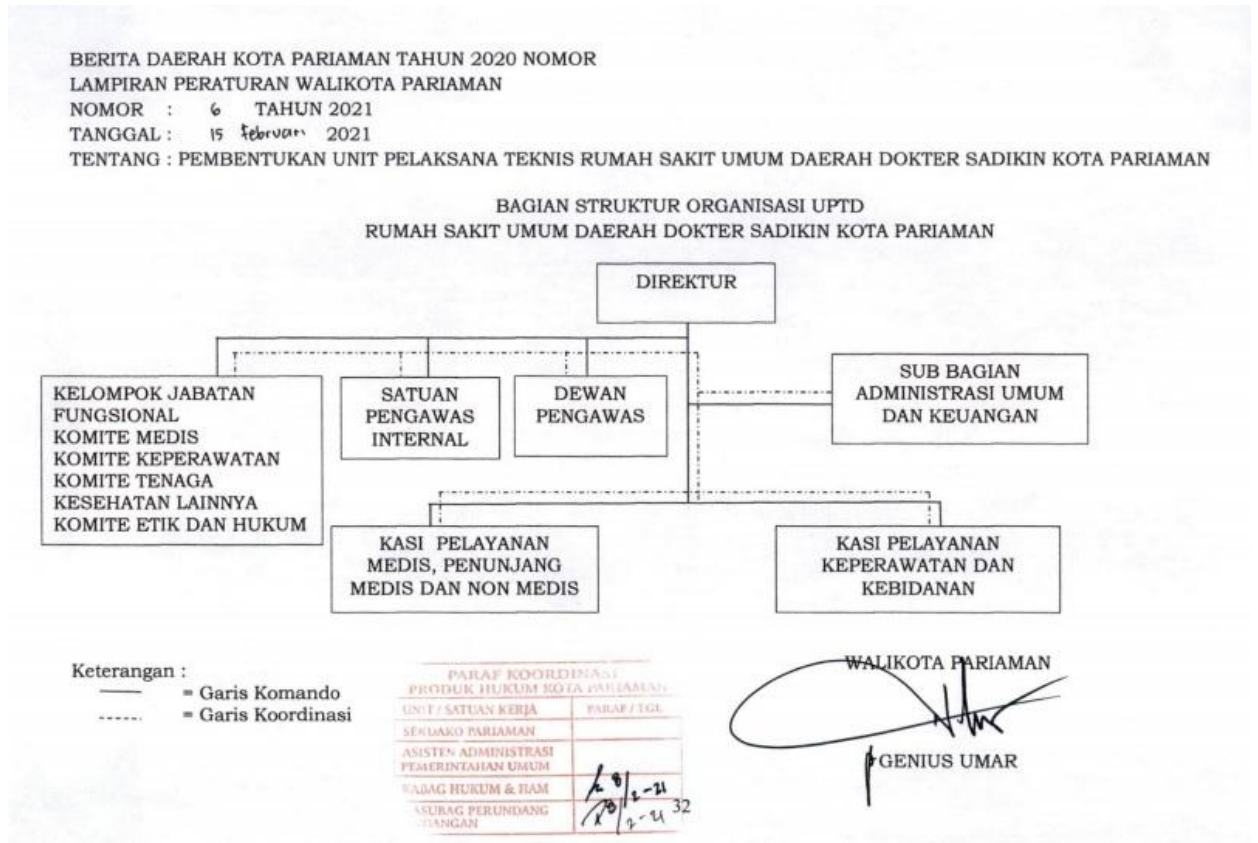 BERITA DAERAH KOTA PARIAMAN TAHUN 2020 NOMOR
LAMPIRAN PERATURAN WALIKOTA PARIAMAN
NOMOR : 6 TAHUN 2021
TANGGAL : 15 Februari 2021
TENTANG : PEMBENTUKAN UNIT PELAKSANA TEKNIS RUMAH SAKIT UMUM DAERAH DOKTER SADIKIN KOTA PARIAMAN
BAGIAN STRUKTUR ORGANISASI UPTD
RUMAH SAKIT UMUM DAERAH DOKTER SADIKIN KOTA PARIAMAN
DIREKTUR
KELOMPOK JABATAN
FUNGSIONAL
KOMITE MEDIS
KOMITE KEPERAWATAN
KOMITE TENAGA
KESEHATAN LAINNYA
KOMITE ETIK DAN HUKUM
SATUAN
PENGAWAS
INTERNAL
DEWAN
PENGAWAS
SUB BAGIAN
ADMINISTRASI UMUM
DAN KEUANGAN
KASI PELAYANAN
MEDIS, PENUNJANG
MEDIS DAN NON MEDIS
KASI PELAYANAN
KEPERAWATAN DAN
KEBIDANAN
Keterangan :
= Garis Komando
= Garis Koordinasi
PARAF KOORDINASI
PRODUK HUKUM KOTA PARIAMAN
UNIT / SATUAN KERJA PARAF / TGL
SEKDAKO PARIAMAN
ASISTEN ADMINISTRASI
PEMERINTAHAN UMUM
KABAG HUKUM & HAM 8/2-21
KASUBAG PERUNDANG 8/2-21
32
WALIKOTA PARIAMAN
GENIUS UMAR